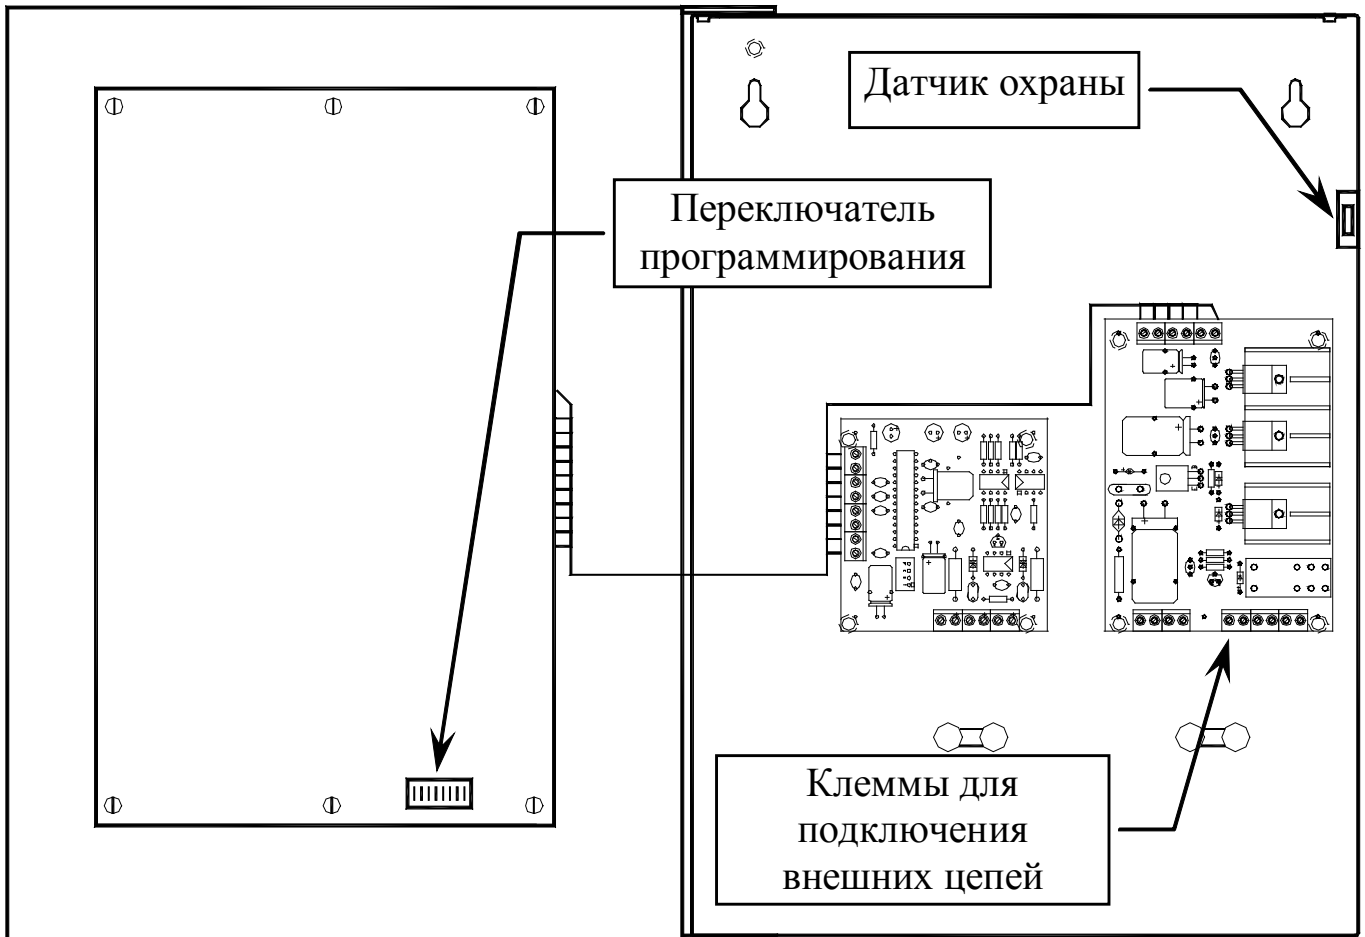 Датчик охраны
Переключатель
программирования
Клеммы для
подключения
внешних цепей